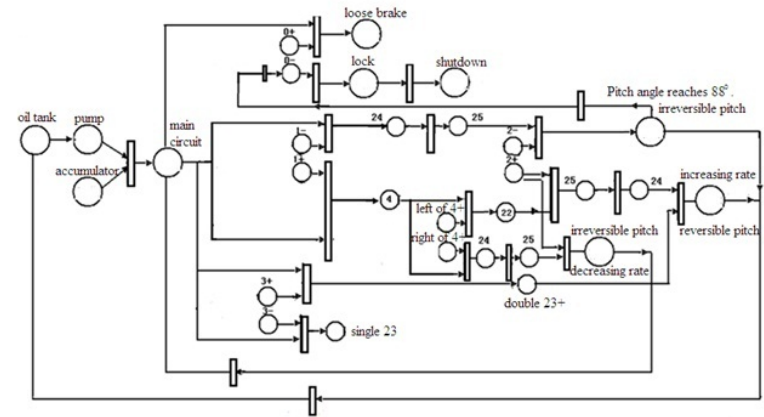 loose brake
0+
0-
lock
shutdown
Pitch angle reaches 88°.
irreversible pitch
oil tank
pump
main
circuit
24
25
1-
2-
accumulator
1+
2+
25
24
increasing rate
4
left of 4+
22
right of 4+
24
25
irreversible pitch
reversible pitch
decreasing rate
3+
double 23+
3-
single 23